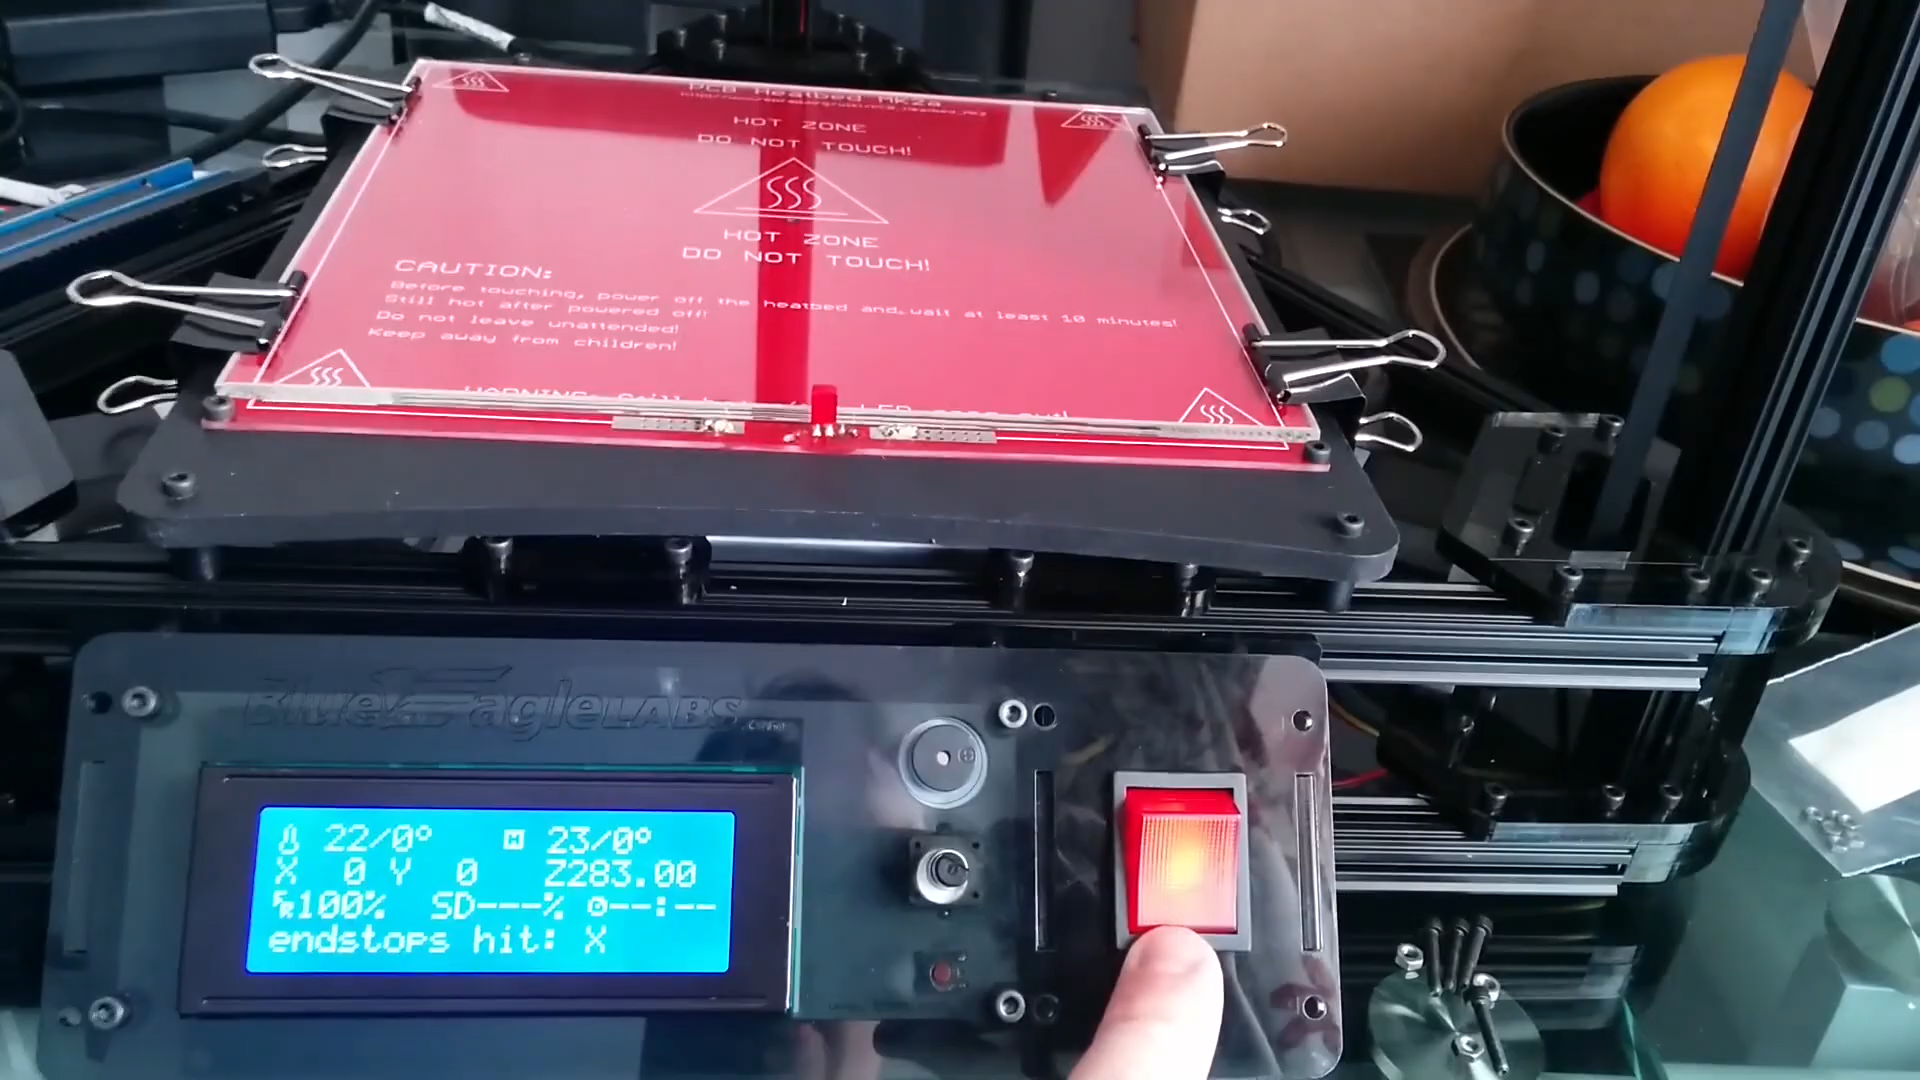 PCB Heatbed MK2a
HOT ZONE
DO NOT TOUCH!
HOT ZONE
DO NOT TOUCH!
CAUTION:
Before touching, power off the heatbed and wait at least 10 minutes!
Still hot after powered off!
Do not leave unattended!
Keep away from children!
WARNING: Still
BlueEagleLABS
22/0° 23/0°
X 0 Y 0 Z283.00
100% SD---% --:--
endstops hit: X